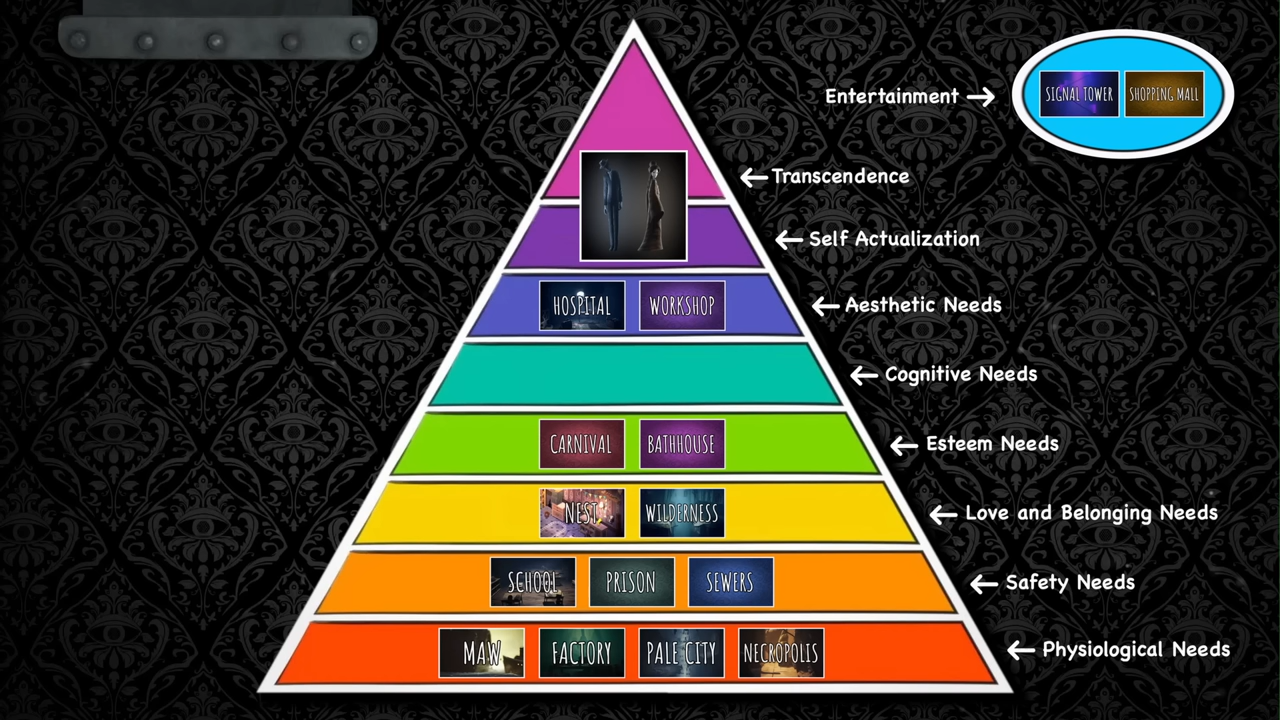 Entertainment
SIGNAL TOWER
SHOPPING MALL
Transcendence
Self Actualization
HOSPITAL
WORKSHOP
Aesthetic Needs
Cognitive Needs
CARNIVAL
BATHHOUSE
Esteem Needs
NEST
WILDERNESS
Love and Belonging Needs
SCHOOL
PRISON
SEWERS
Safety Needs
MAW
FACTORY
PALE CITY
NECROPOLIS
Physiological Needs